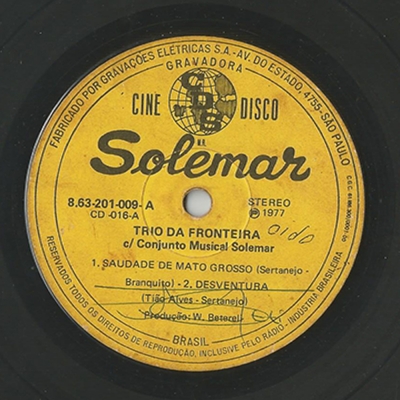 FABRICADO POR GRAVAÇÕES ELÉTRICAS S.A. - AV. DO ESTADO, 4755 - SÃO PAULO
GRAVADORA
CINE DISCO
Solemar
8.63-201-009-A
CD -016-A
STEREO
℗ 1977
TRIO DA FRONTEIRA
c/ Conjunto Musical Solemar
1. SAUDADE DE MATO GROSSO (Sertanejo -
Branquito) - 2. DESVENTURA
(Tião Alves - Sertanejo)
Produção: W. Beterel
BRASIL
RESERVADOS TODOS OS DIREITOS DE REPRODUÇÃO, INCLUSIVE PELO RÁDIO - INDÚSTRIA BRASILEIRA